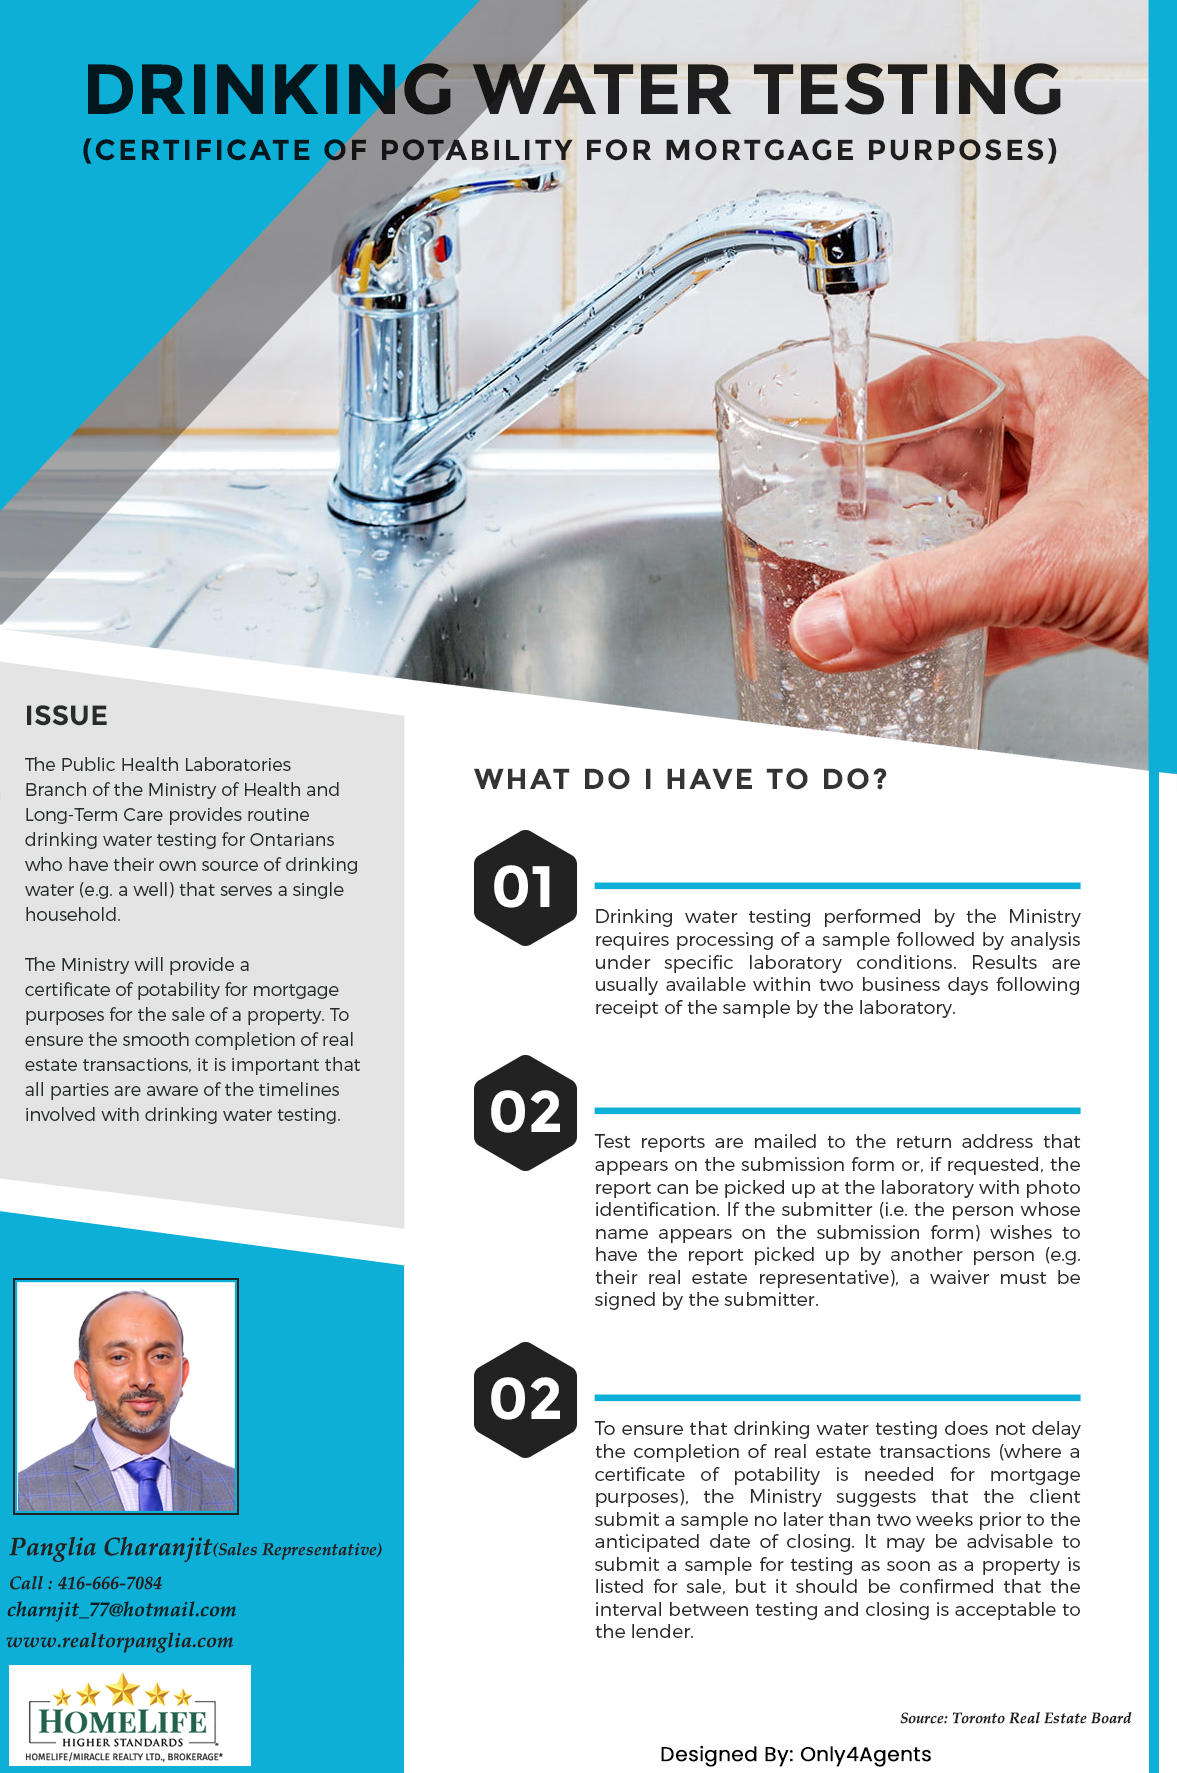 DRINKING WATER TESTING
(CERTIFICATE OF POTABILITY FOR MORTGAGE PURPOSES)
ISSUE
The Public Health Laboratories
Branch of the Ministry of Health and
Long-Term Care provides routine
drinking water testing for Ontarians
who have their own source of drinking
water (e.g. a well) that serves a single
household.
The Ministry will provide a
certificate of potability for mortgage
purposes for the sale of a property. To
ensure the smooth completion of real
estate transactions, it is important that
all parties are aware of the timelines
involved with drinking water testing.
WHAT DO I HAVE TO DO?
01
Drinking water testing performed by the Ministry
requires processing of a sample followed by analysis
under specific laboratory conditions. Results are
usually available within two business days following
receipt of the sample by the laboratory.
02
Test reports are mailed to the return address that
appears on the submission form or, if requested, the
report can be picked up at the laboratory with photo
identification. If the submitter (i.e. the person whose
name appears on the submission form) wishes to
have the report picked up by another person (e.g.
their real estate representative), a waiver must be
signed by the submitter.
02
To ensure that drinking water testing does not delay
the completion of real estate transactions (where a
certificate of potability is needed for mortgage
purposes), the Ministry suggests that the client
submit a sample no later than two weeks prior to the
anticipated date of closing. It may be advisable to
submit a sample for testing as soon as a property is
listed for sale, but it should be confirmed that the
interval between testing and closing is acceptable to
the lender.
Panglia Charanjit(Sales Representative)
Call : 416-666-7084
charnjit_77@hotmail.com
www.realtorpanglia.com
HOMELIFE
HIGHER STANDARDS
HOMELIFE/MIRACLE REALTY LTD., BROKERAGE*
Source: Toronto Real Estate Board
Designed By: Only4Agents